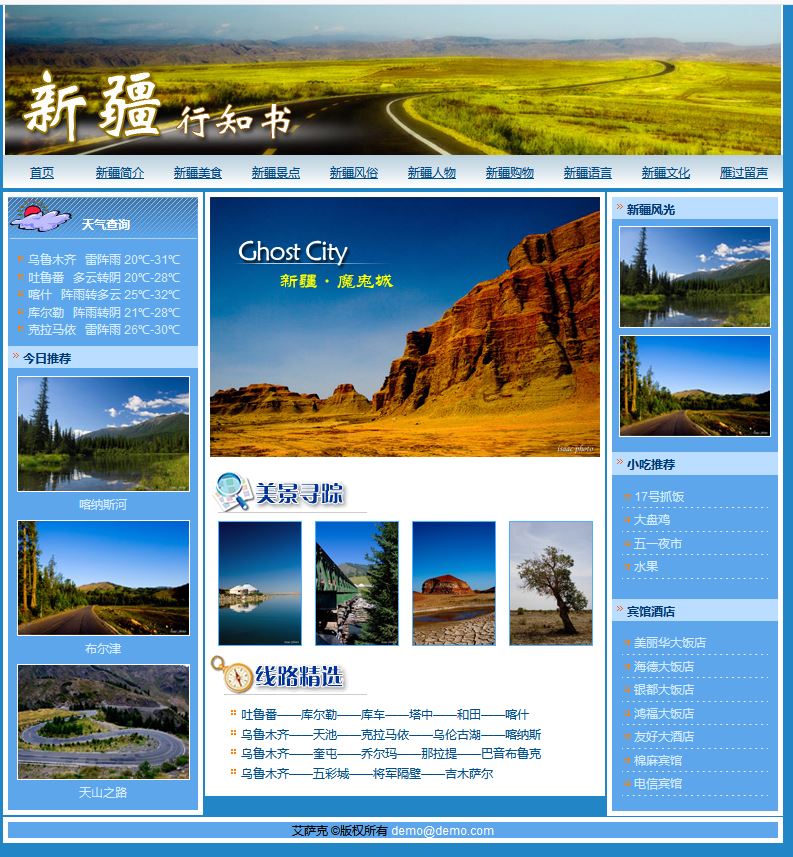 新疆 行知书
首页 新疆简介 新疆美食 新疆景点 新疆风俗 新疆人物 新疆购物 新疆语言 新疆文化 雁过留声
天气查询
乌鲁木齐 雷阵雨 20℃-31℃
吐鲁番 多云转阴 20℃-28℃
喀什 阵雨转多云 25℃-32℃
库尔勒 阵雨转阴 21℃-28℃
克拉马依 雷阵雨 26℃-30℃
今日推荐
喀纳斯河
布尔津
天山之路
Ghost City
新疆·魔鬼城
isaac photo
美景寻踪
线路精选
吐鲁番——库尔勒——库车——塔中——和田——喀什
乌鲁木齐——天池——克拉马依——乌伦古湖——喀纳斯
乌鲁木齐——奎屯——乔尔玛——那拉提——巴音布鲁克
乌鲁木齐——五彩城——将军隔壁——吉木萨尔
新疆风光
小吃推荐
17号抓饭
大盘鸡
五一夜市
水果
宾馆酒店
美丽华大饭店
海德大饭店
银都大饭店
鸿福大饭店
友好大酒店
棉麻宾馆
电信宾馆
艾萨克 ©版权所有 demo@demo.com